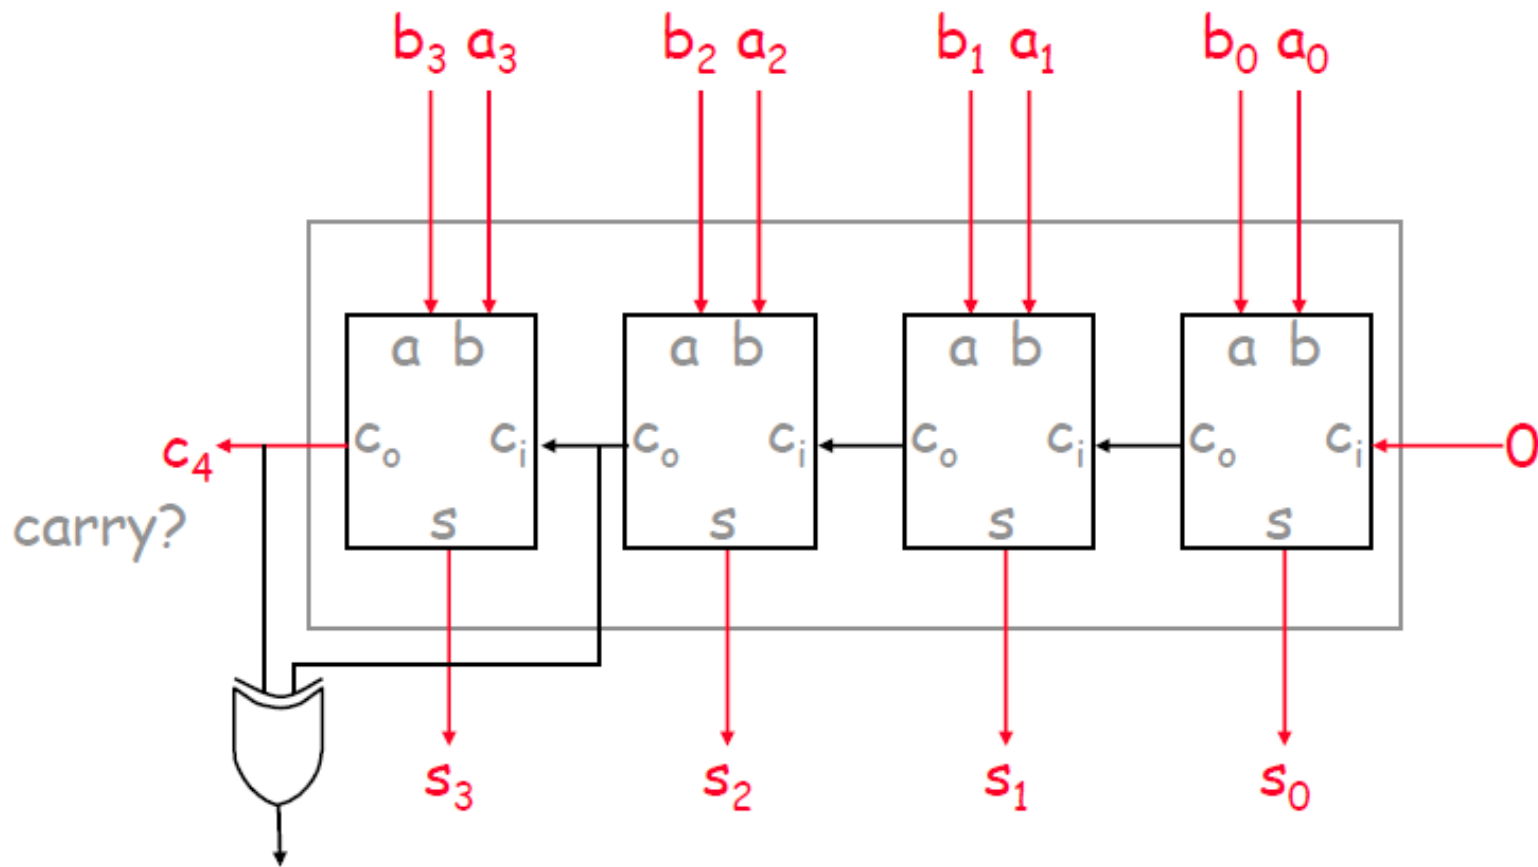 b₃ a₃ b₂ a₂ b₁ a₁ b₀ a₀
a b a b a b a b
c₄ cₒ cᵢ cₒ cᵢ cₒ cᵢ cₒ cᵢ 0
carry? s s s s
s₃ s₂ s₁ s₀